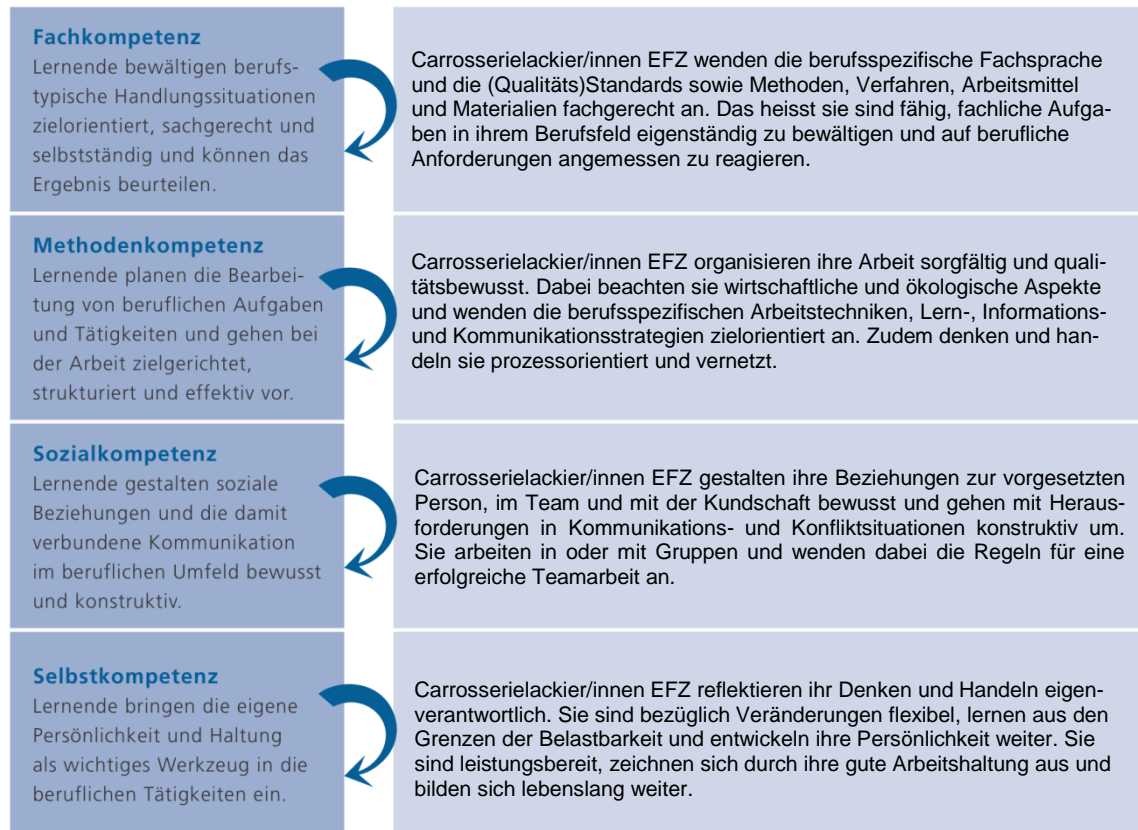 Fachkompetenz
Lernende bewältigen berufs-
typische Handlungssituationen
zielorientiert, sachgerecht und
selbstständig und können das
Ergebnis beurteilen.
Carrosserielackier/innen EFZ wenden die berufsspezifische Fachsprache
und die (Qualitäts)Standards sowie Methoden, Verfahren, Arbeitsmittel
und Materialien fachgerecht an. Das heisst sie sind fähig, fachliche Aufga-
ben in ihrem Berufsfeld eigenständig zu bewältigen und auf berufliche
Anforderungen angemessen zu reagieren.
Methodenkompetenz
Lernende planen die Bearbei-
tung von beruflichen Aufgaben
und Tätigkeiten und gehen bei
der Arbeit zielgerichtet,
strukturiert und effektiv vor.
Carrosserielackier/innen EFZ organisieren ihre Arbeit sorgfältig und quali-
tätsbewusst. Dabei beachten sie wirtschaftliche und ökologische Aspekte
und wenden die berufsspezifischen Arbeitstechniken, Lern-, Informations-
und Kommunikationsstrategien zielorientiert an. Zudem denken und han-
deln sie prozessorientiert und vernetzt.
Sozialkompetenz
Lernende gestalten soziale
Beziehungen und die damit
verbundene Kommunikation
im beruflichen Umfeld bewusst
und konstruktiv.
Carrosserielackier/innen EFZ gestalten ihre Beziehungen zur vorgesetzten
Person, im Team und mit der Kundschaft bewusst und gehen mit Heraus-
forderungen in Kommunikations- und Konfliktsituationen konstruktiv um.
Sie arbeiten in oder mit Gruppen und wenden dabei die Regeln für eine
erfolgreiche Teamarbeit an.
Selbstkompetenz
Lernende bringen die eigene
Persönlichkeit und Haltung
als wichtiges Werkzeug in die
beruflichen Tätigkeiten ein.
Carrosserielackier/innen EFZ reflektieren ihr Denken und Handeln eigen-
verantwortlich. Sie sind bezüglich Veränderungen flexibel, lernen aus den
Grenzen der Belastbarkeit und entwickeln ihre Persönlichkeit weiter. Sie
sind leistungsbereit, zeichnen sich durch ihre gute Arbeitshaltung aus und
bilden sich lebenslang weiter.